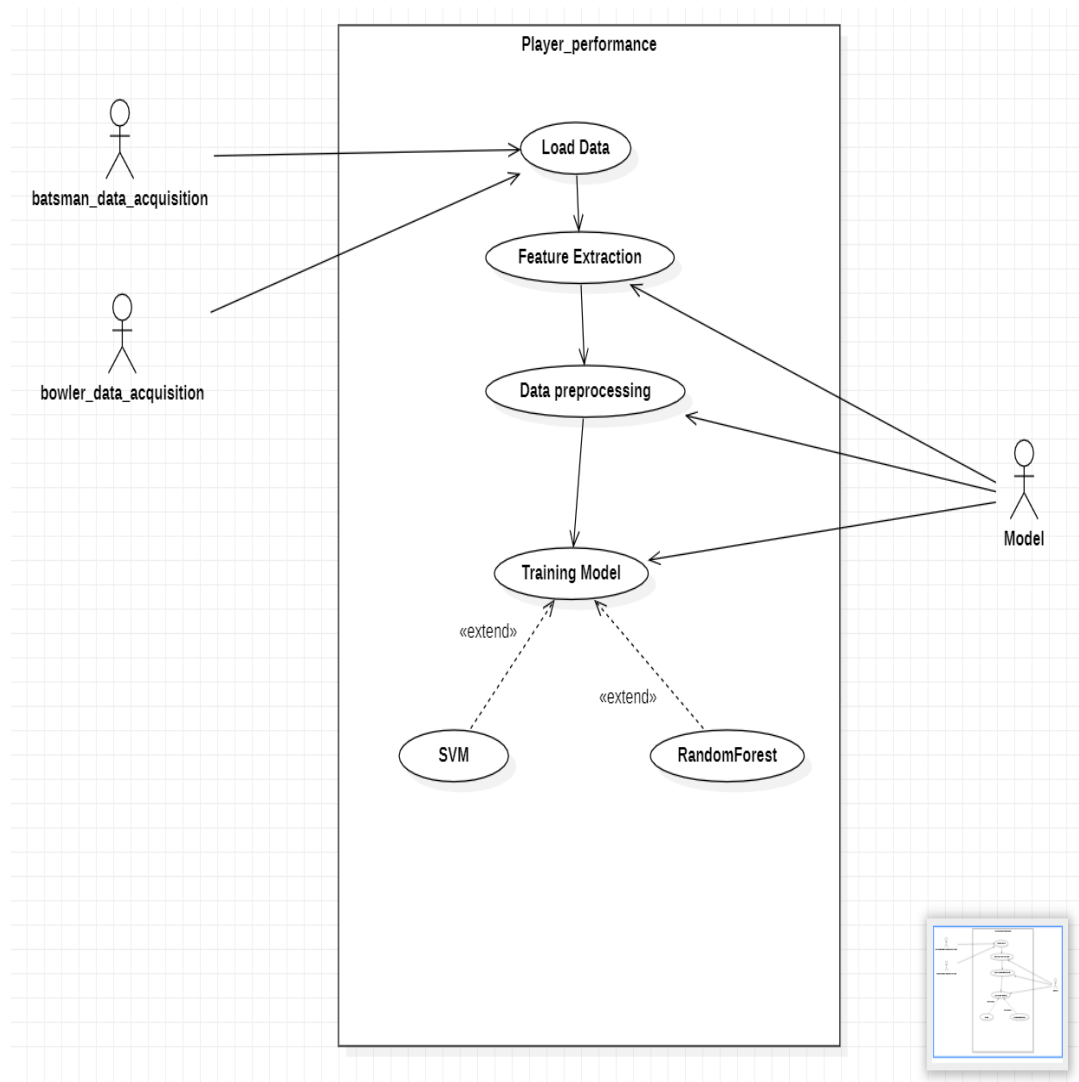 Player_performance
Load Data
batsman_data_acquisition
Feature Extraction
bowler_data_acquisition
Data preprocessing
Model
Training Model
«extend»
«extend»
SVM
RandomForest